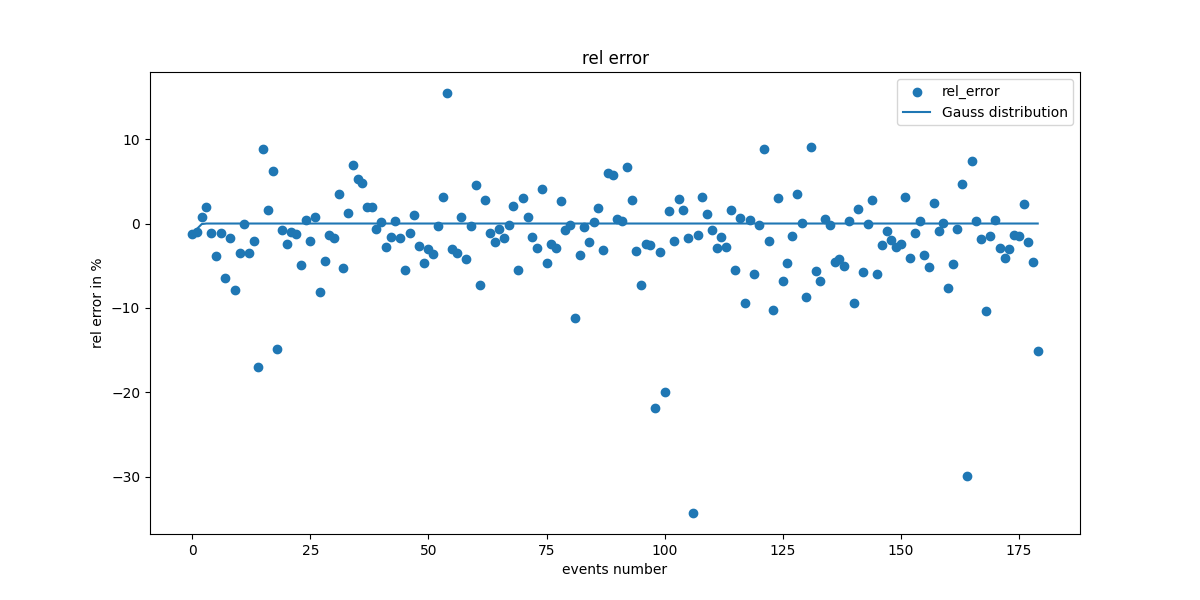 rel error
rel_error
Gauss distribution
rel error in %
10
0
−10
−20
−30
0 25 50 75 100 125 150 175
events number